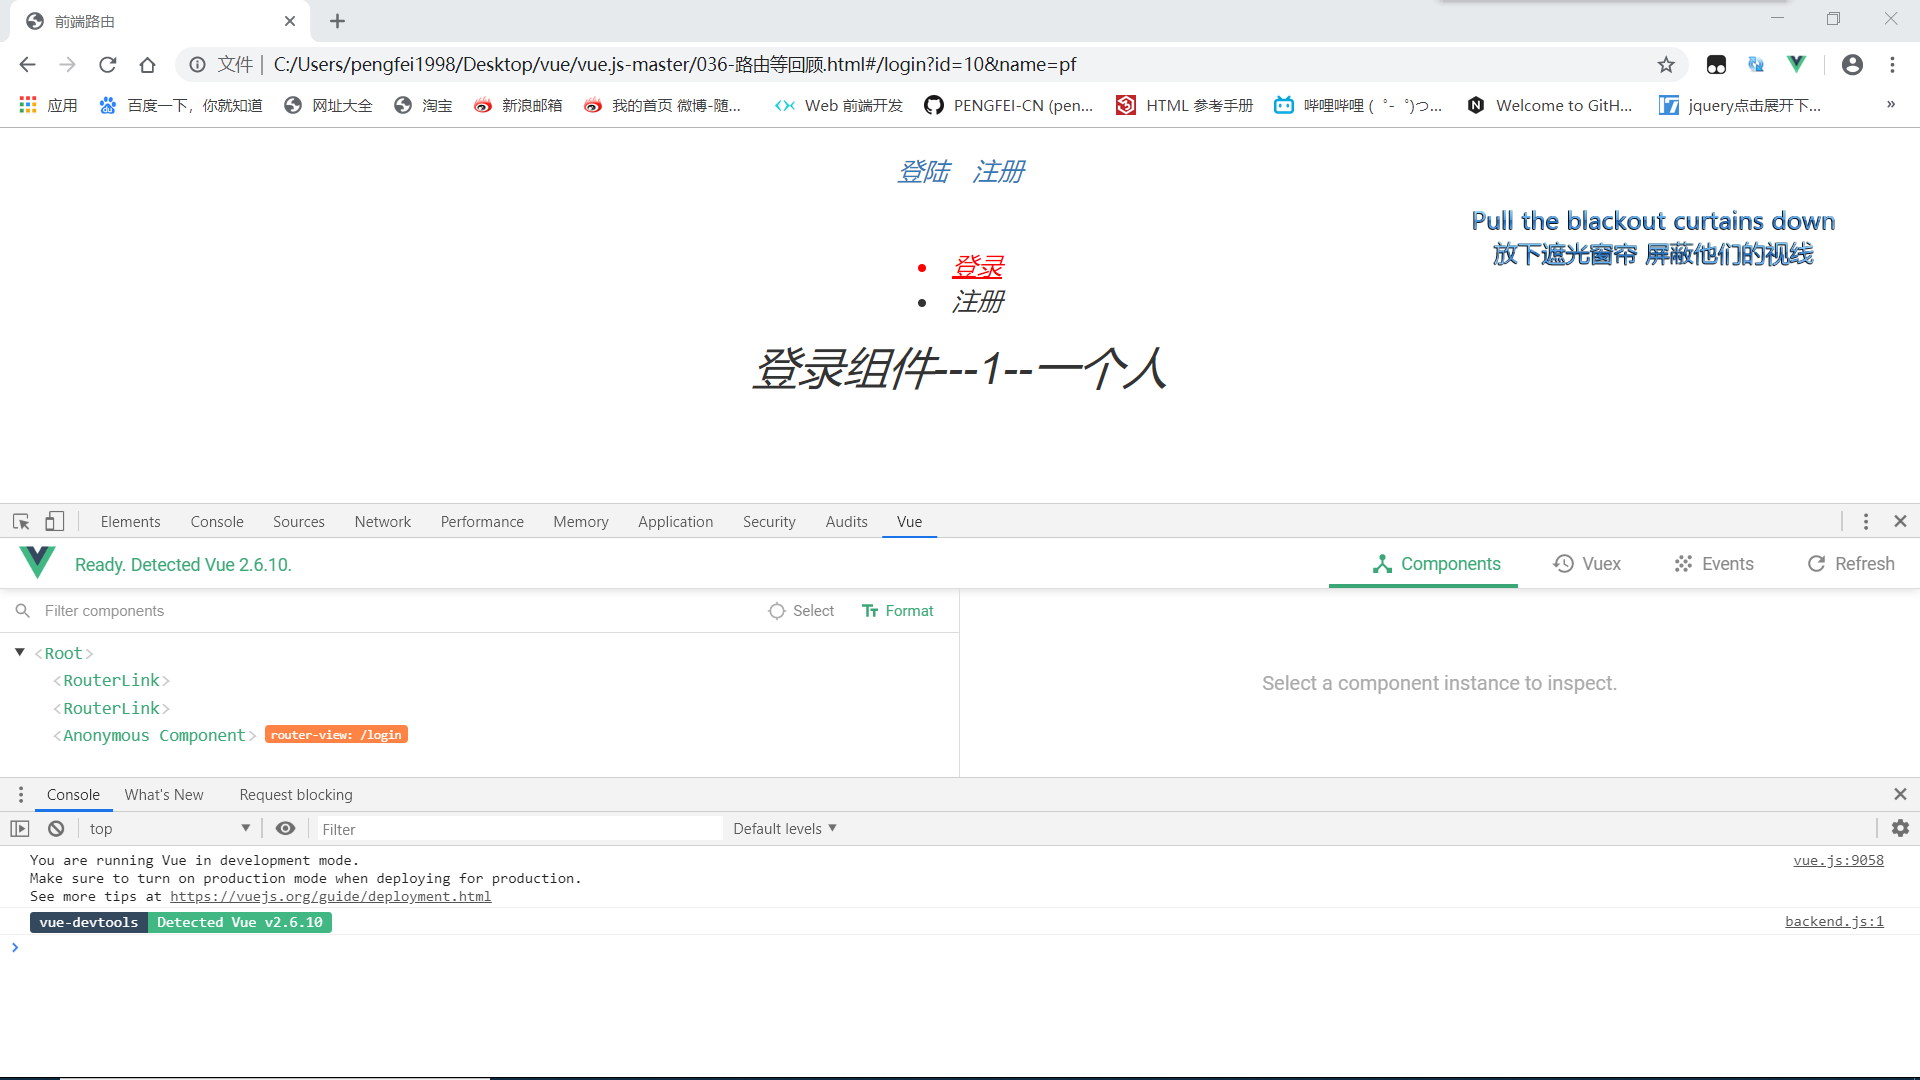 前端路由
文件 | C:/Users/pengfei1998/Desktop/vue/vue.js-master/036-路由等回顾.html#/login?id=10&name=pf
应用 百度一下，你就知道 网址大全 淘宝 新浪邮箱 我的首页 微博-随... Web 前端开发 PENGFEI-CN (pen... HTML 参考手册 哔哩哔哩 ( ゜- ゜)つ... Welcome to GitH... jquery点击展开下... »
登陆 注册
Pull the blackout curtains down
放下遮光窗帘 屏蔽他们的视线
• 登录
• 注册
登录组件---1--一个人
Elements Console Sources Network Performance Memory Application Security Audits Vue
Ready. Detected Vue 2.6.10.
Components Vuex Events Refresh
Filter components Select Format
<Root>
<RouterLink>
<RouterLink>
<Anonymous Component> router-view: /login
Select a component instance to inspect.
Console What's New Request blocking
top Filter Default levels
You are running Vue in development mode. vue.js:9058
Make sure to turn on production mode when deploying for production.
See more tips at https://vuejs.org/guide/deployment.html
vue-devtools Detected Vue v2.6.10 backend.js:1